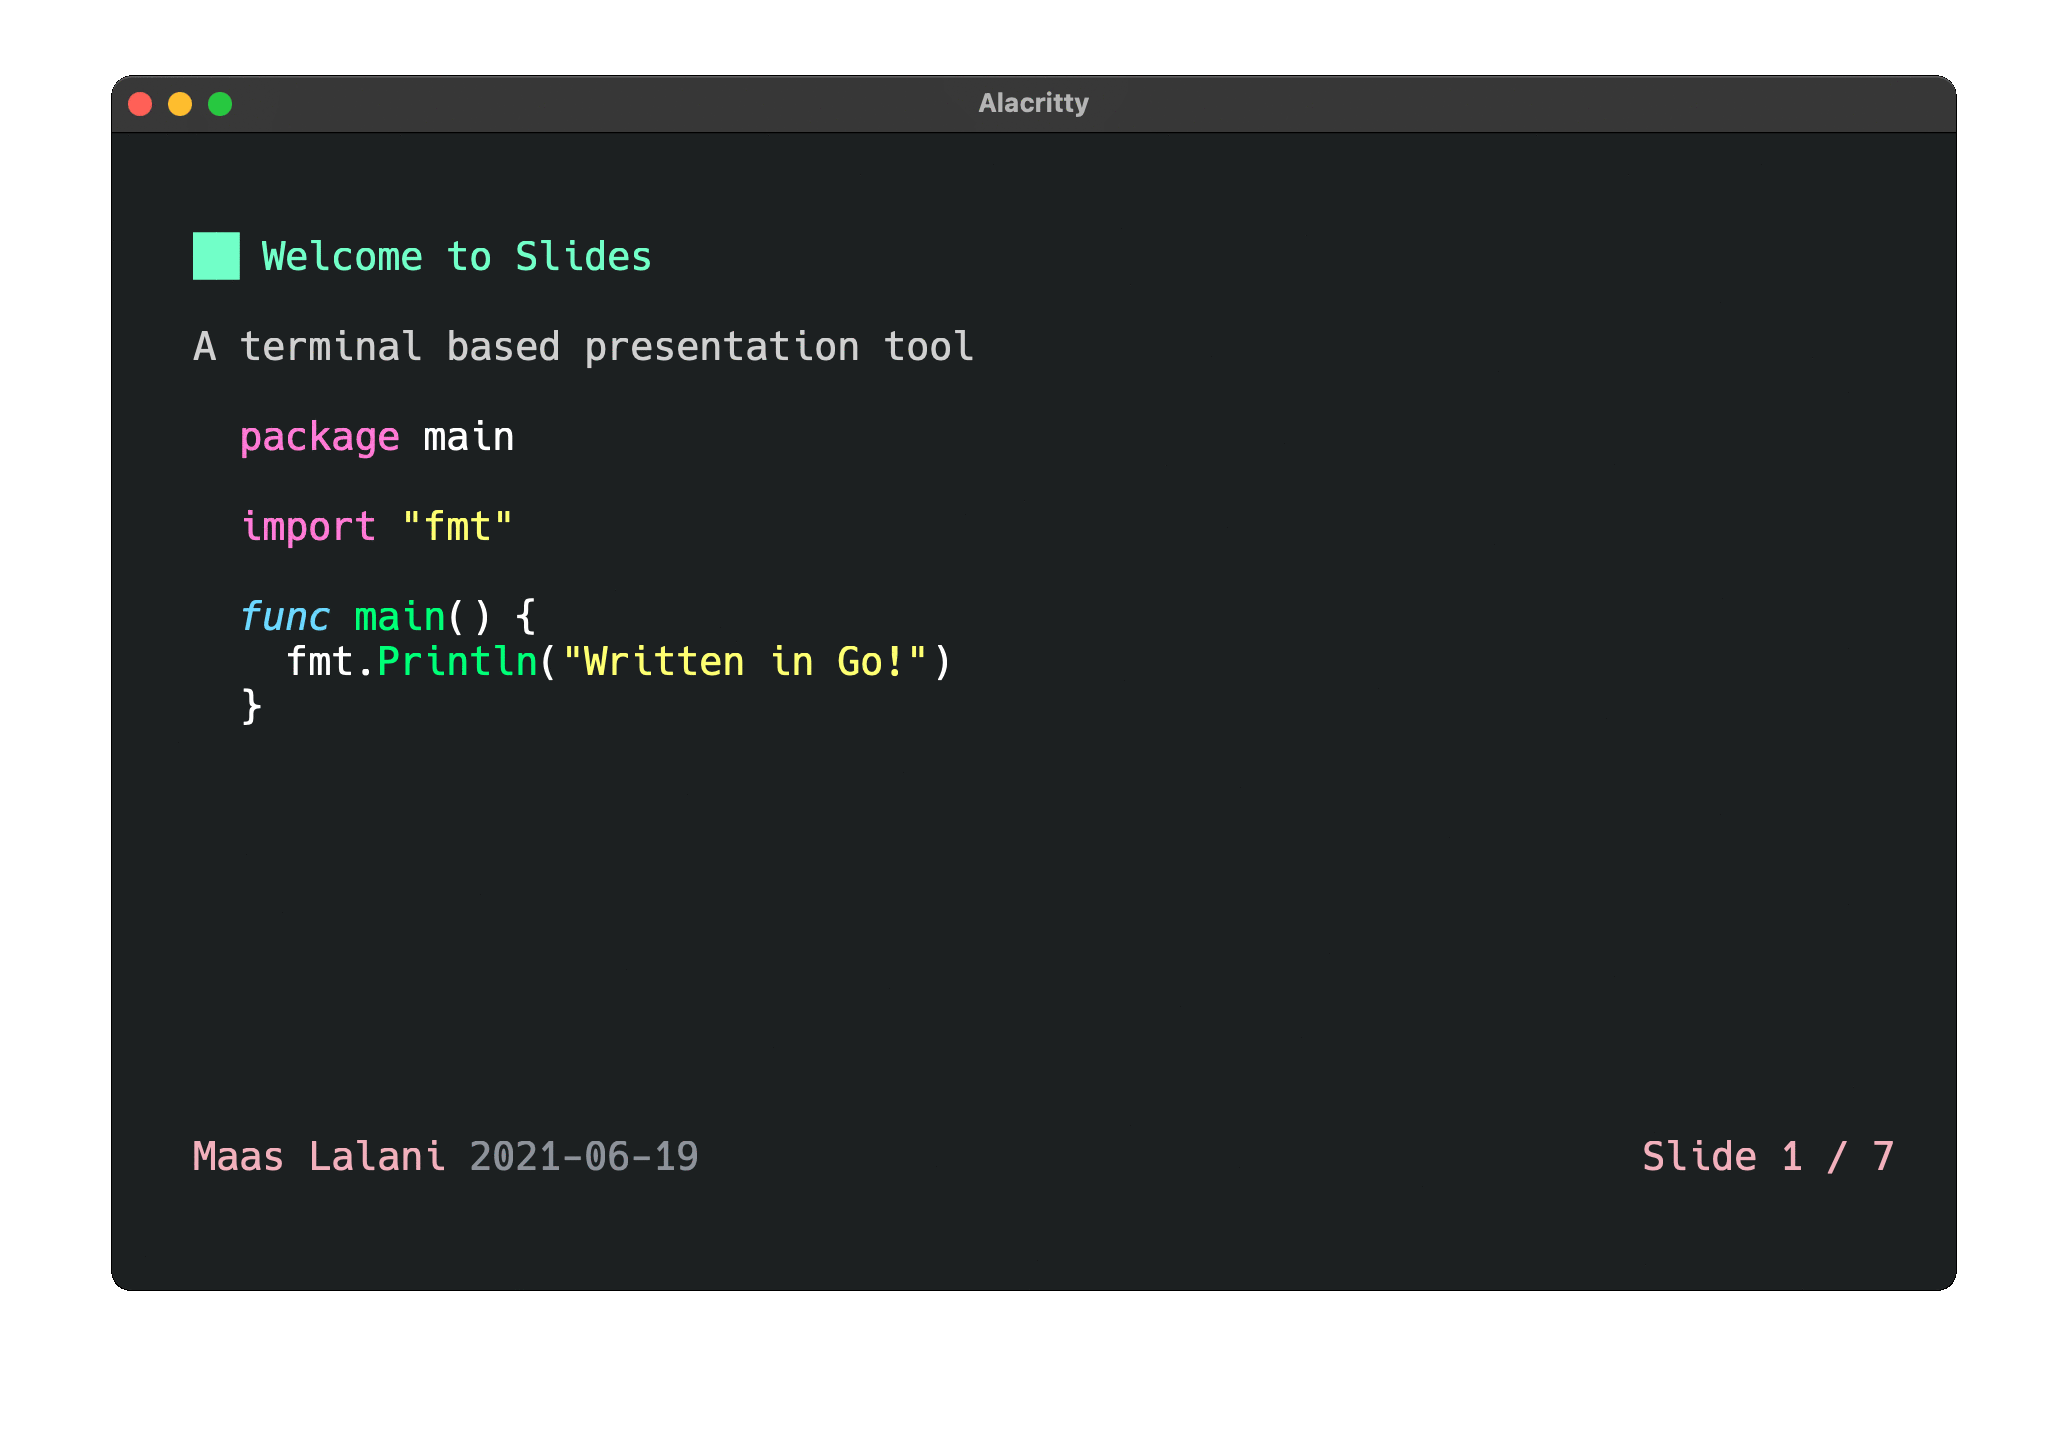 Alacritty
Welcome to Slides
A terminal based presentation tool
package main
import "fmt"
func main() {
fmt.Println("Written in Go!")
}
Maas Lalani 2021-06-19
Slide 1 / 7